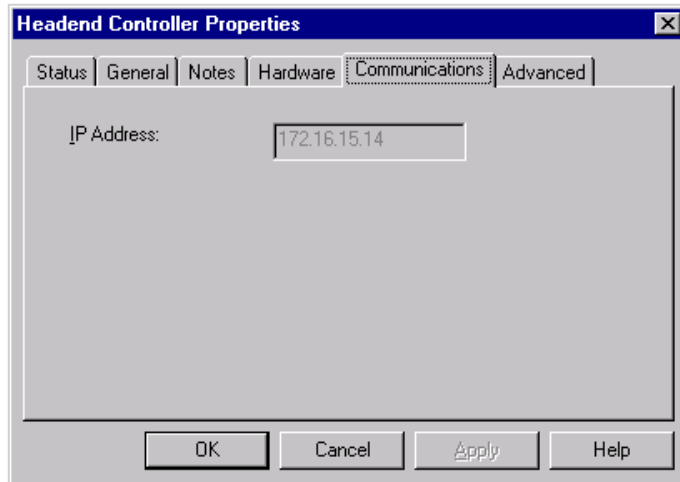 Headend Controller Properties
Status General Notes Hardware Communications Advanced
IP Address: 172.16.15.14
OK Cancel Apply Help